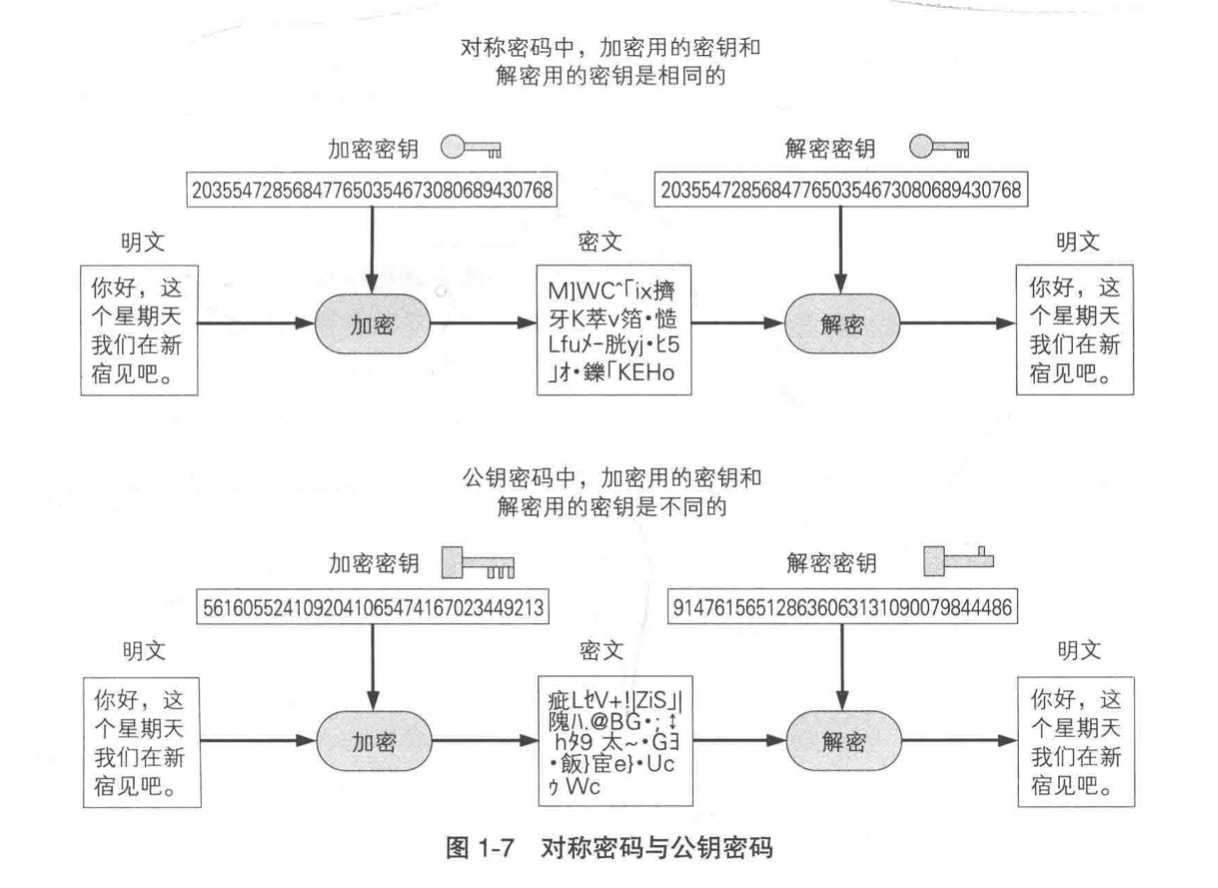 对称密码中，加密用的密钥和
解密用的密钥是相同的
加密密钥
解密密钥
20355472856847765035467308068943076​8
20355472856847765035467308068943076​8
明文
密文
明文
你好，这
个星期天
我们在新
宿见吧。
加密
M]WC^「ix擠
牙K萃v箔・慥
Lfuﾒ-胱yj・ﾋ5
」ｵ・鑠「KEHo
解密
你好，这
个星期天
我们在新
宿见吧。
公钥密码中，加密用的密钥和
解密用的密钥是不同的
加密密钥
解密密钥
56160552410920410654741670234492​13
91476156512863606313109007984448​6
明文
密文
明文
你好，这
个星期天
我们在新
宿见吧。
加密
疵LｾV+!|ZiS」|
隗ﾊ.@BG・; ↕
hﾀ9 太~・Gﾖ
・飯}宦e}・Uc
ｩ Wc
解密
你好，这
个星期天
我们在新
宿见吧。
图 1-7 对称密码与公钥密码